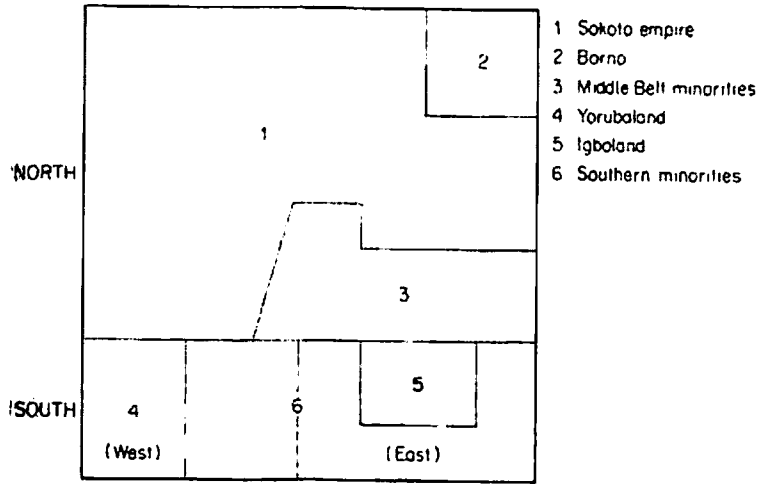 1 Sokoto empire
2 Borno
3 Middle Belt minorities
4 Yorubaland
5 Igboland
6 Southern minorities
2
1
NORTH
3
5
SOUTH
4
6
(West)
(East)